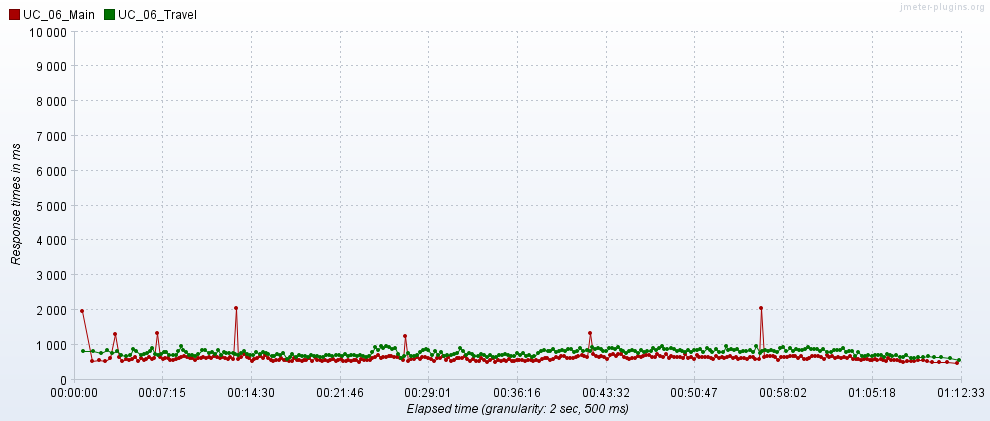 jmeter-plugins.org
UC_06_Main UC_06_Travel
10 000
9 000
8 000
7 000
6 000
5 000
4 000
3 000
2 000
1 000
0
Response times in ms
00:00:00 00:07:15 00:14:30 00:21:46 00:29:01 00:36:16 00:43:32 00:50:47 00:58:02 01:05:18 01:12:33
Elapsed time (granularity: 2 sec, 500 ms)